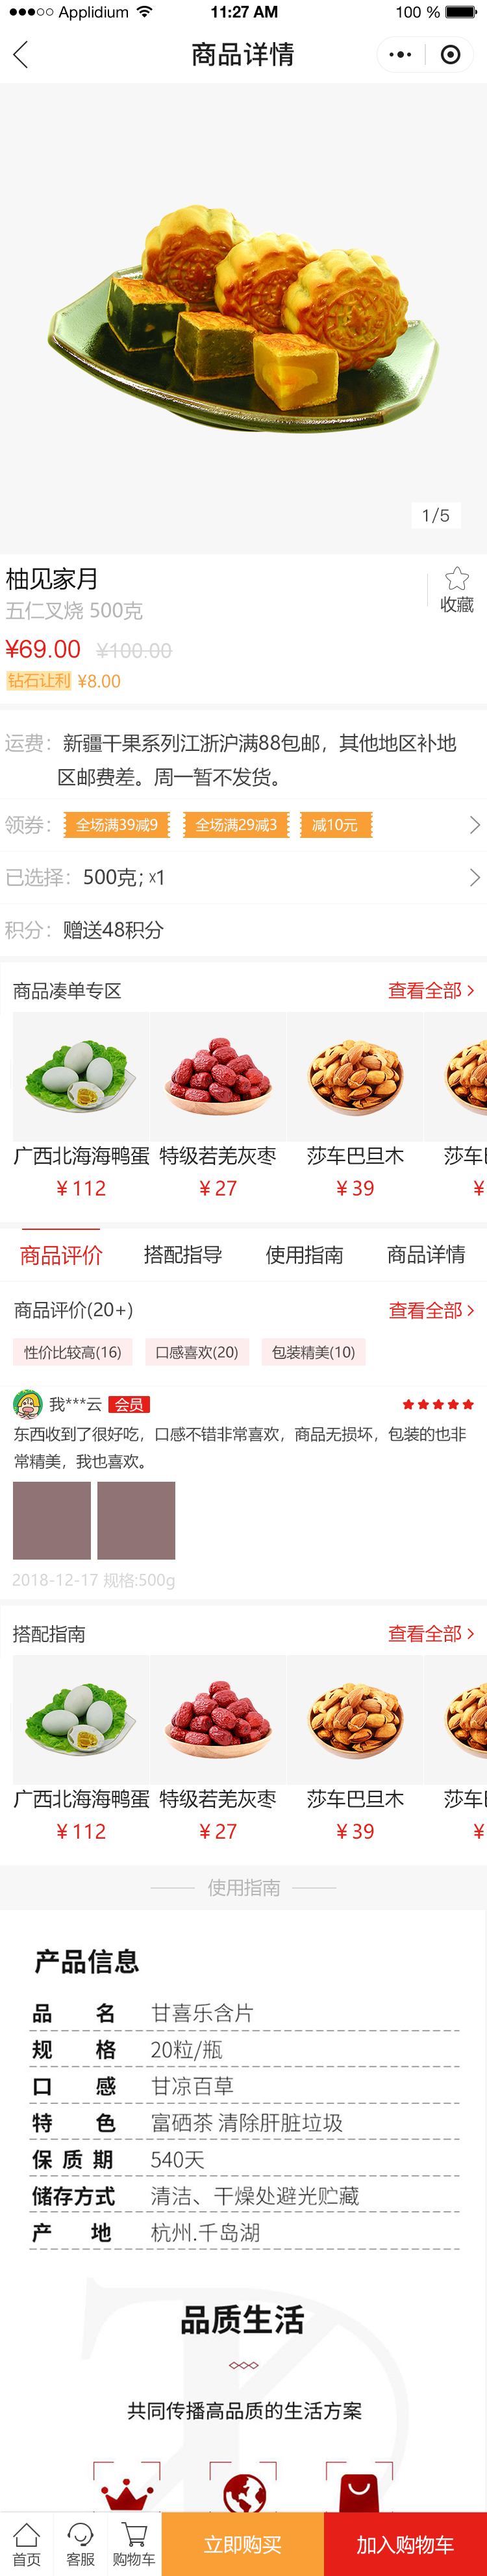 Applidium 11:27 AM 100 %
商品详情
1/5
柚见家月
收藏
五仁叉烧 500克
¥69.00 ¥100.00
钻石让利 ¥8.00
运费：新疆干果系列江浙沪满88包邮，其他地区补地
区邮费差。周一暂不发货。
领券： 全场满39减9 全场满29减3 减10元
已选择：500克；x1
积分：赠送48积分
商品凑单专区 查看全部
广西北海海鸭蛋 特级若羌灰枣 莎车巴旦木 莎车
¥112 ¥27 ¥39 ¥
商品评价 搭配指导 使用指南 商品详情
商品评价(20+) 查看全部
性价比较高(16) 口感喜欢(20) 包装精美(10)
我***云 会员
东西收到了很好吃，口感不错非常喜欢，商品无损坏，包装的也非
常精美，我也喜欢。
2018-12-17 规格:500g
搭配指南 查看全部
广西北海海鸭蛋 特级若羌灰枣 莎车巴旦木 莎车
¥112 ¥27 ¥39 ¥
使用指南
产品信息
品名 甘喜乐含片
规格 20粒/瓶
口感 甘凉百草
特色 富硒茶 清除肝脏垃圾
保质期 540天
储存方式 清洁、干燥处避光贮藏
产地 杭州.千岛湖
品质生活
共同传播高品质的生活方案
首页 客服 购物车 立即购买 加入购物车